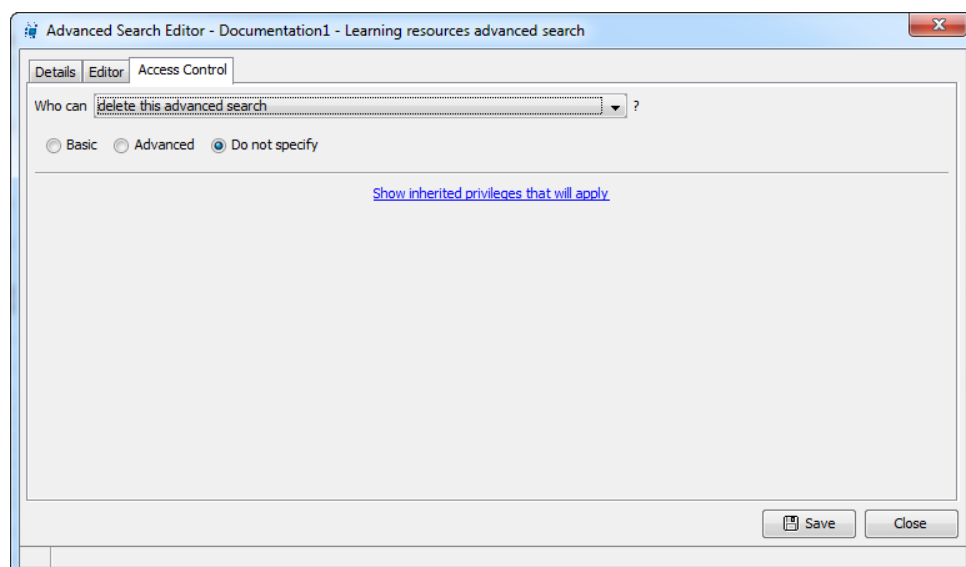 Advanced Search Editor - Documentation1 - Learning resources advanced search
Details Editor Access Control
Who can delete this advanced search ?
Basic Advanced Do not specify
Show inherited privileges that will apply
Save Close